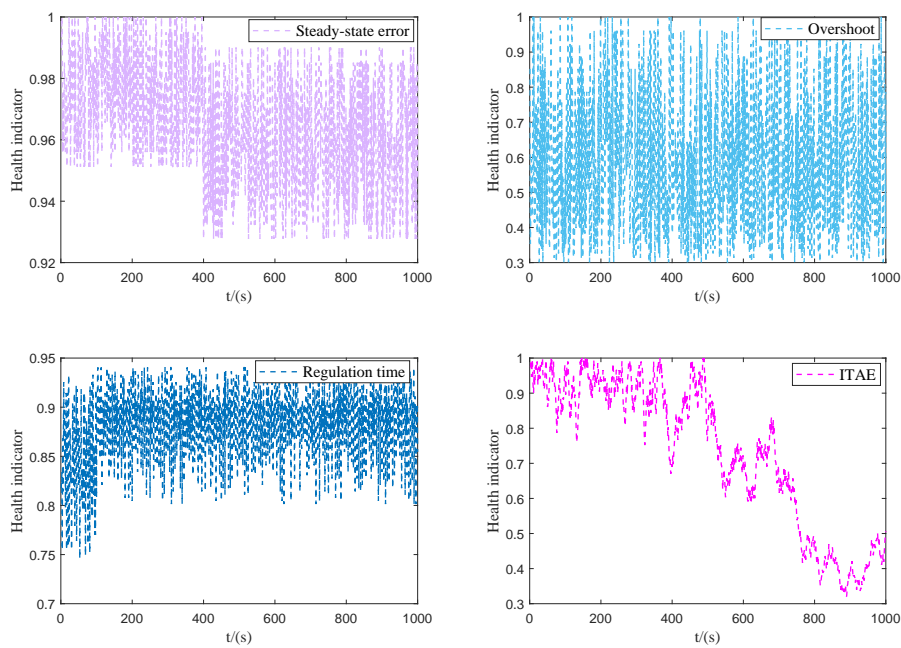 1
0.98
0.96
0.94
0.92
Health indicator
Steady-state error
0 200 400 600 800 1000
t/(s)
1
0.9
0.8
0.7
0.6
0.5
0.4
0.3
Health indicator
Overshoot
0 200 400 600 800 1000
t/(s)
0.95
0.9
0.85
0.8
0.75
0.7
Health indicator
Regulation time
0 200 400 600 800 1000
t/(s)
1
0.9
0.8
0.7
0.6
0.5
0.4
0.3
Health indicator
ITAE
0 200 400 600 800 1000
t/(s)